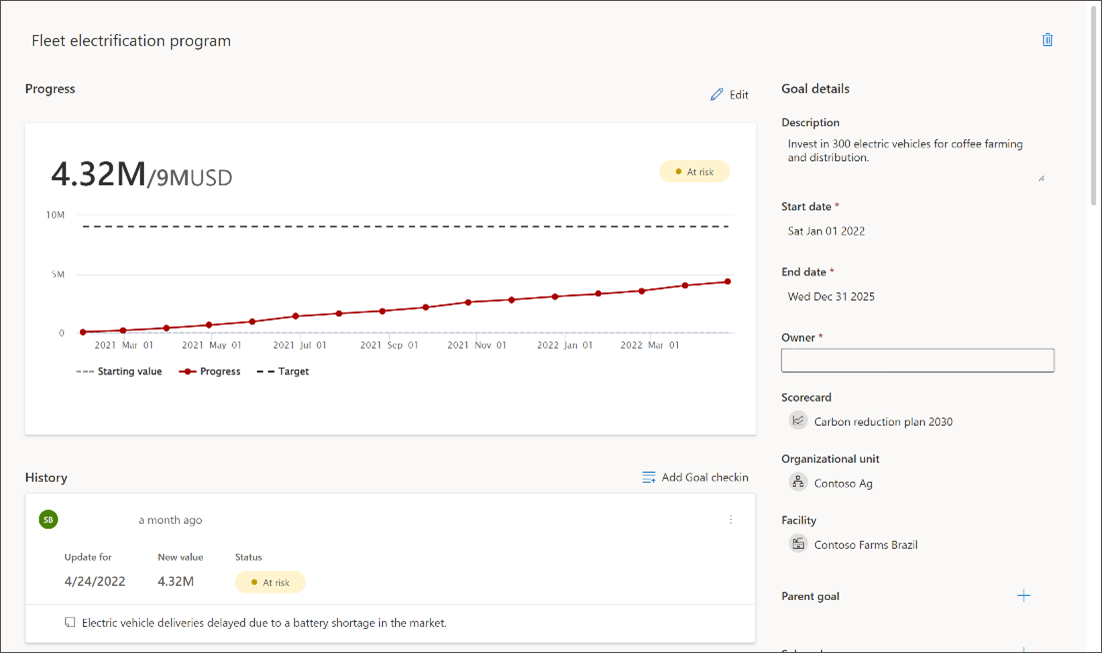 Fleet electrification program
Progress
Edit
4.32M/9MUSD
At risk
10M
5M
0
2021 Mar 01
2021 May 01
2021 Jul 01
2021 Sep 01
2021 Nov 01
2022 Jan 01
2022 Mar 01
Starting value
Progress
Target
History
Add Goal checkin
SB
a month ago
Update for
New value
Status
4/24/2022
4.32M
At risk
Electric vehicle deliveries delayed due to a battery shortage in the market.
Goal details
Description
Invest in 300 electric vehicles for coffee farming
and distribution.
Start date *
Sat Jan 01 2022
End date *
Wed Dec 31 2025
Owner *
Scorecard
Carbon reduction plan 2030
Organizational unit
Contoso Ag
Facility
Contoso Farms Brazil
Parent goal